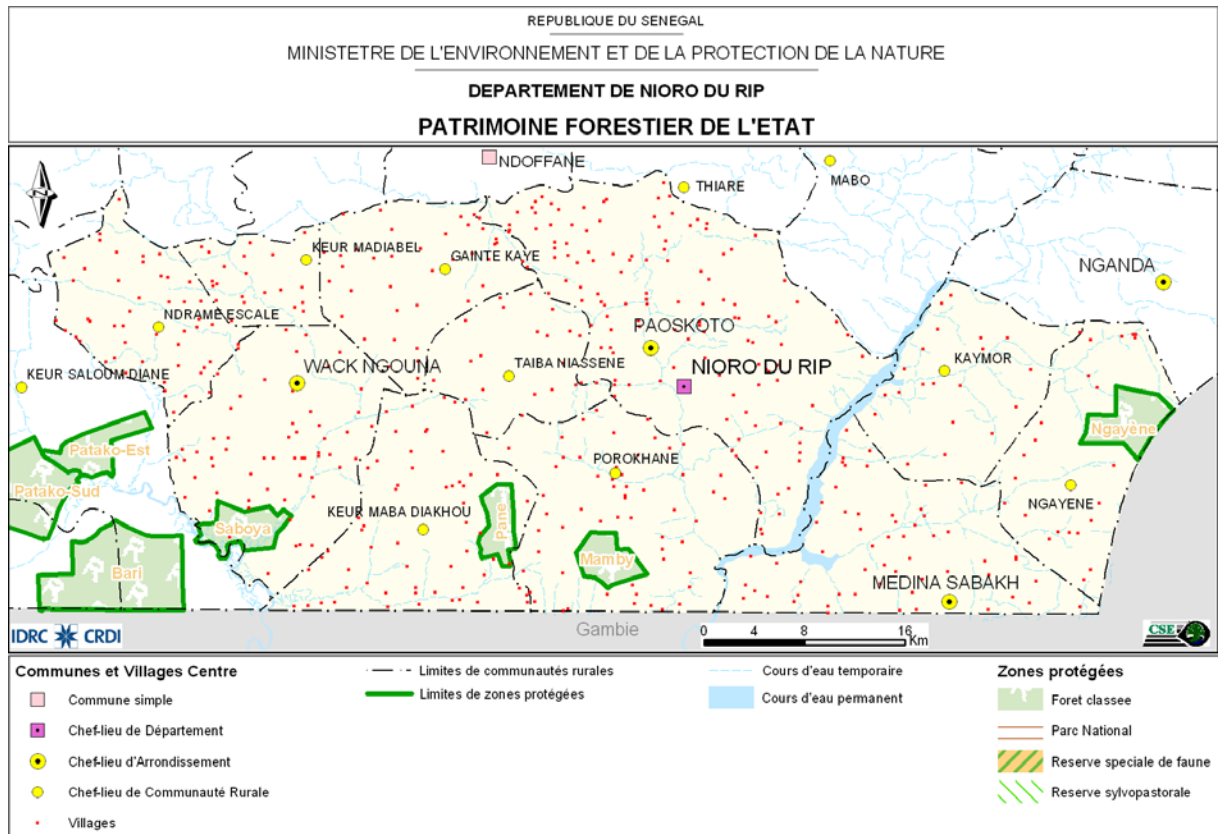 REPUBLIQUE DU SENEGAL
MINISTETRE DE L'ENVIRONNEMENT ET DE LA PROTECTION DE LA NATURE
DEPARTEMENT DE NIORO DU RIP
PATRIMOINE FORESTIER DE L'ETAT
NDOFFANE
THIARE
MABO
KEUR MADIABEL
GAINTE KAYE
NGANDA
NDRAME ESCALE
PAOSKOTO
KEUR SALOUM DIANE
WACK NGOUNA
TAIBA NIASSENE
NIORO DU RIP
KAYMOR
Ngayène
Patako-Est
Patako-Sud
POROKHANE
NGAYENE
KEUR MABA DIAKHOU
Saboya
Pane
Bari
Mamby
MEDINA SABAKH
Gambie
IDRC CRDI
0 4 8 16
Km
CSE
Communes et Villages Centre
Commune simple
Chef-lieu de Département
Chef-lieu d'Arrondissement
Chef-lieu de Communauté Rurale
Villages
Limites de communautés rurales
Limites de zones protégées
Cours d'eau temporaire
Cours d'eau permanent
Zones protégées
Foret classee
Parc National
Reserve speciale de faune
Reserve sylvopastorale